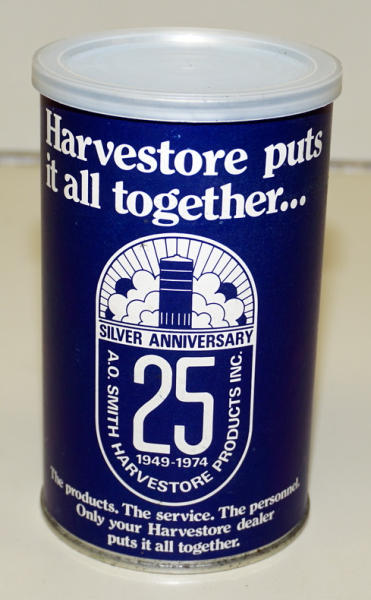 Harvestore puts
it all together...
SILVER ANNIVERSARY
25
1949-1974
A.O. SMITH HARVESTORE PRODUCTS INC.
The products. The service. The personnel.
Only your Harvestore dealer
puts it all together.